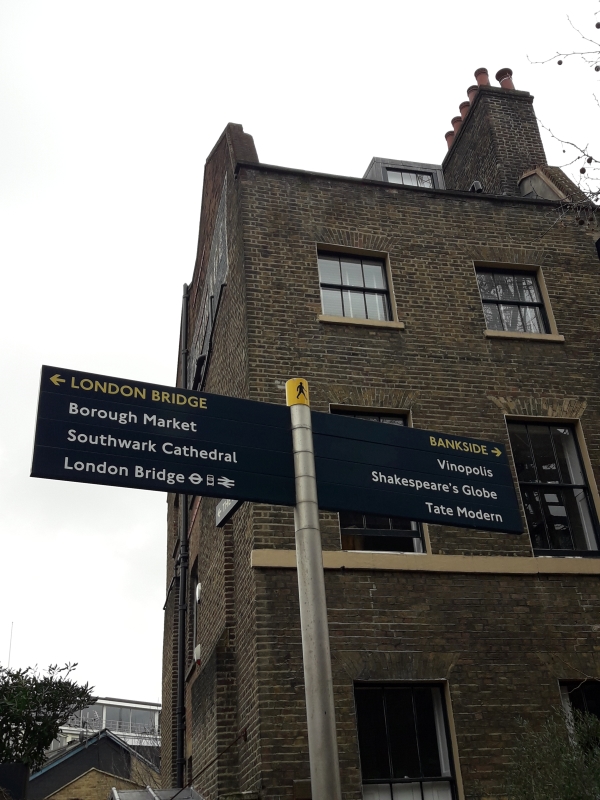 ← LONDON BRIDGE
Borough Market
Southwark Cathedral
London Bridge
BANKSIDE →
Vinopolis
Shakespeare's Globe
Tate Modern